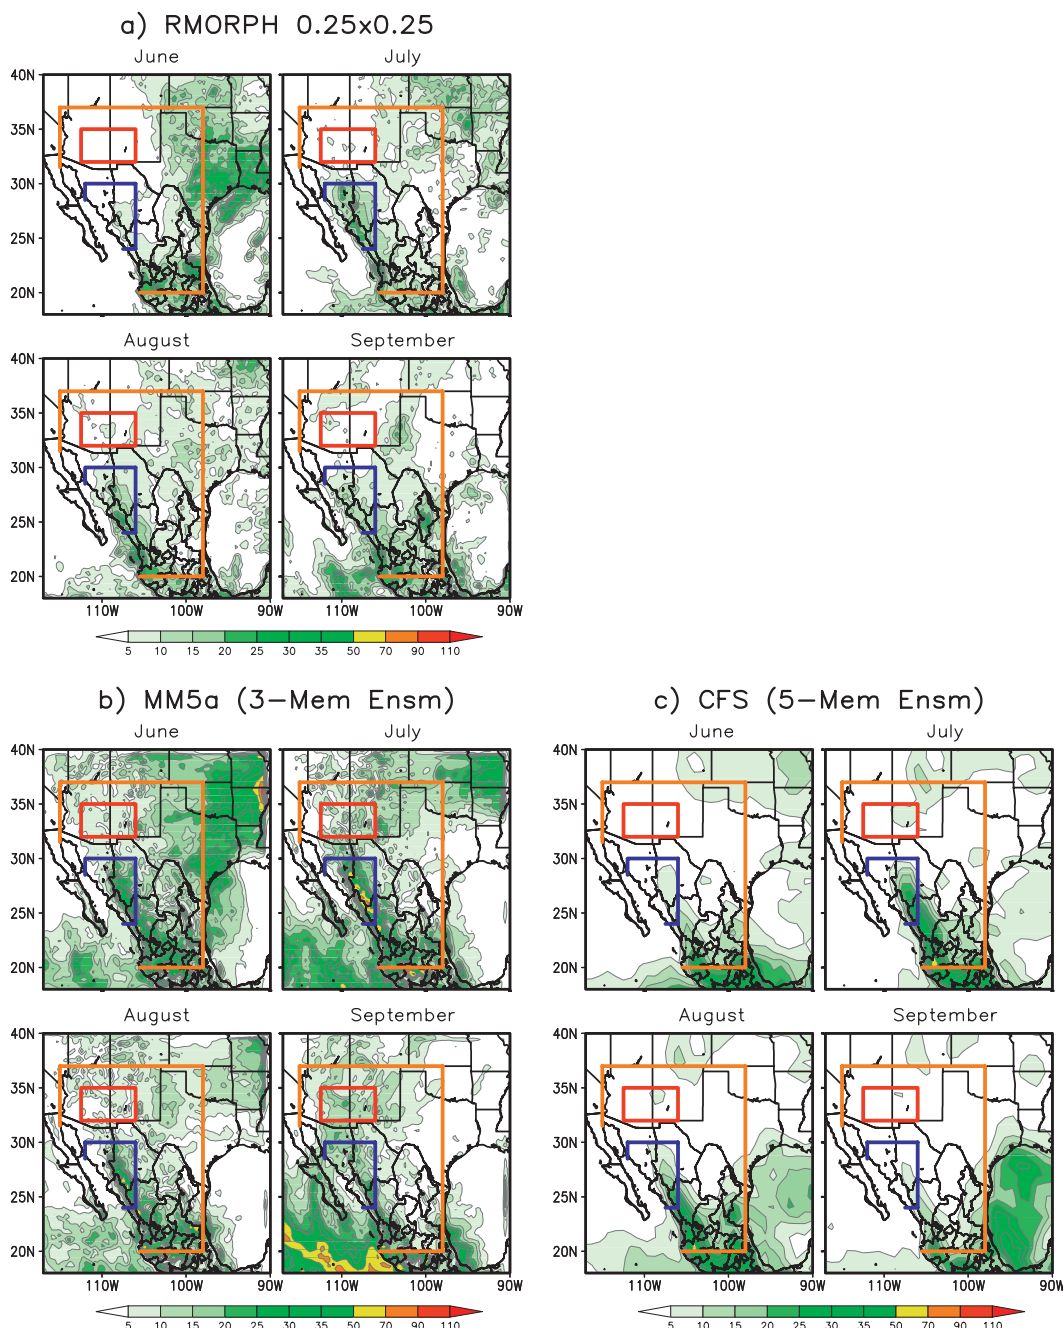 a) RMORPH 0.25x0.25
June July
40N
35N
30N
25N
20N
August September
40N
35N
30N
25N
20N
110W 100W 90W 110W 100W 90W
5 10 15 20 25 30 35 50 70 90 110
b) MM5a (3-Mem Ensm) c) CFS (5-Mem Ensm)
June July June July
40N 40N
35N 35N
30N 30N
25N 25N
20N 20N
August September August September
40N 40N
35N 35N
30N 30N
25N 25N
20N 20N
110W 100W 90W 110W 100W 90W 110W 100W 90W 110W 100W 90W
5 10 15 20 25 30 35 50 70 90 110 5 10 15 20 25 30 35 50 70 90 110